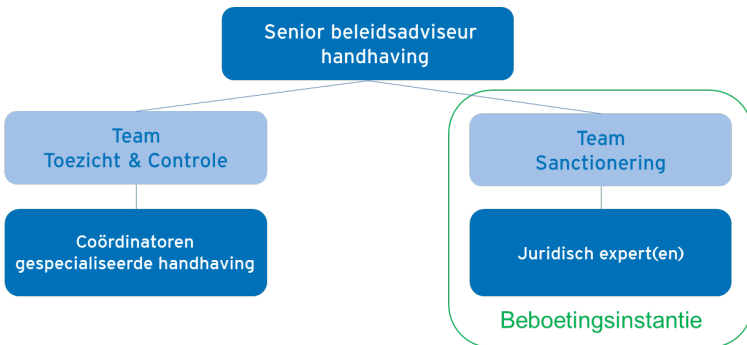 Senior beleidsadviseur
handhaving
Team
Toezicht & Controle
Team
Sanctionering
Coördinatoren
gespecialiseerde handhaving
Juridisch expert(en)
Beboetingsinstantie